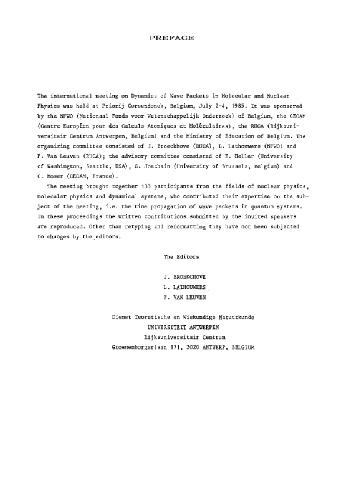 PREFACE
The international meeting on Dynamics of Wave Packets in Molecular and Nuclear
Physics was held at Priorij Corsendonck, Belgium, July 2-4, 1985. It was sponsored
by the NFWO (Nationaal Fonds voor Wetenschappelijk Onderzoek) of Belgium, the CECAM
(Centre Européen pour des Calculs Atomiques et Moléculaires), the RUCA (Rijksuni-
versitair Centrum Antwerpen, Belgium) and the Ministry of Education of Belgium. The
organizing committee consisted of J. Broeckhove (RUCA), L. Lathouwers (NFWO) and
P. Van Leuven (RUCA); the advisory committee consisted of E. Heller (University
of Washington, Seattle, USA), (University of Brussels, Belgium) and
C. Moser (CECAM, France).
The meeting brought together participants from the fields of nuclear physics,
molecular physics and dynamical systems, who contributed their expertise on the sub-
ject of the meeting, i.e. the time propagation of wave packets in quantum systems.
In these proceedings the written contributions submitted by the invited speakers
are reproduced. Other than retyping and reformatting they have not been subjected
to changes by the editors.
The Editors
J. BROECKHOVE
L. LATHOUWERS
P. VAN LEUVEN
Dienst Teoretische en Wiskundige Natuurkunde
UNIVERSITEIT ANTWERPEN
Rijksuniversitair Centrum
Groenenborgerlaan 171, 2020 ANTWERP, BELGIUM